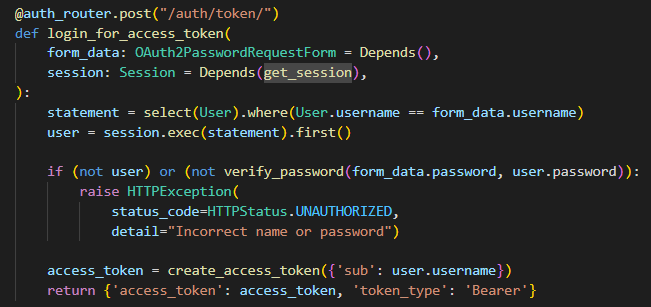 @auth_router.post("/auth/token/")
def login_for_access_token(
    form_data: OAuth2PasswordRequestForm = Depends(),
    session: Session = Depends(get_session),
):
    statement = select(User).where(User.username == form_data.username)
    user = session.exec(statement).first()

    if (not user) or (not verify_password(form_data.password, user.password)):
        raise HTTPException(
            status_code=HTTPStatus.UNAUTHORIZED,
            detail="Incorrect name or password")

    access_token = create_access_token({'sub': user.username})
    return {'access_token': access_token, 'token_type': 'Bearer'}